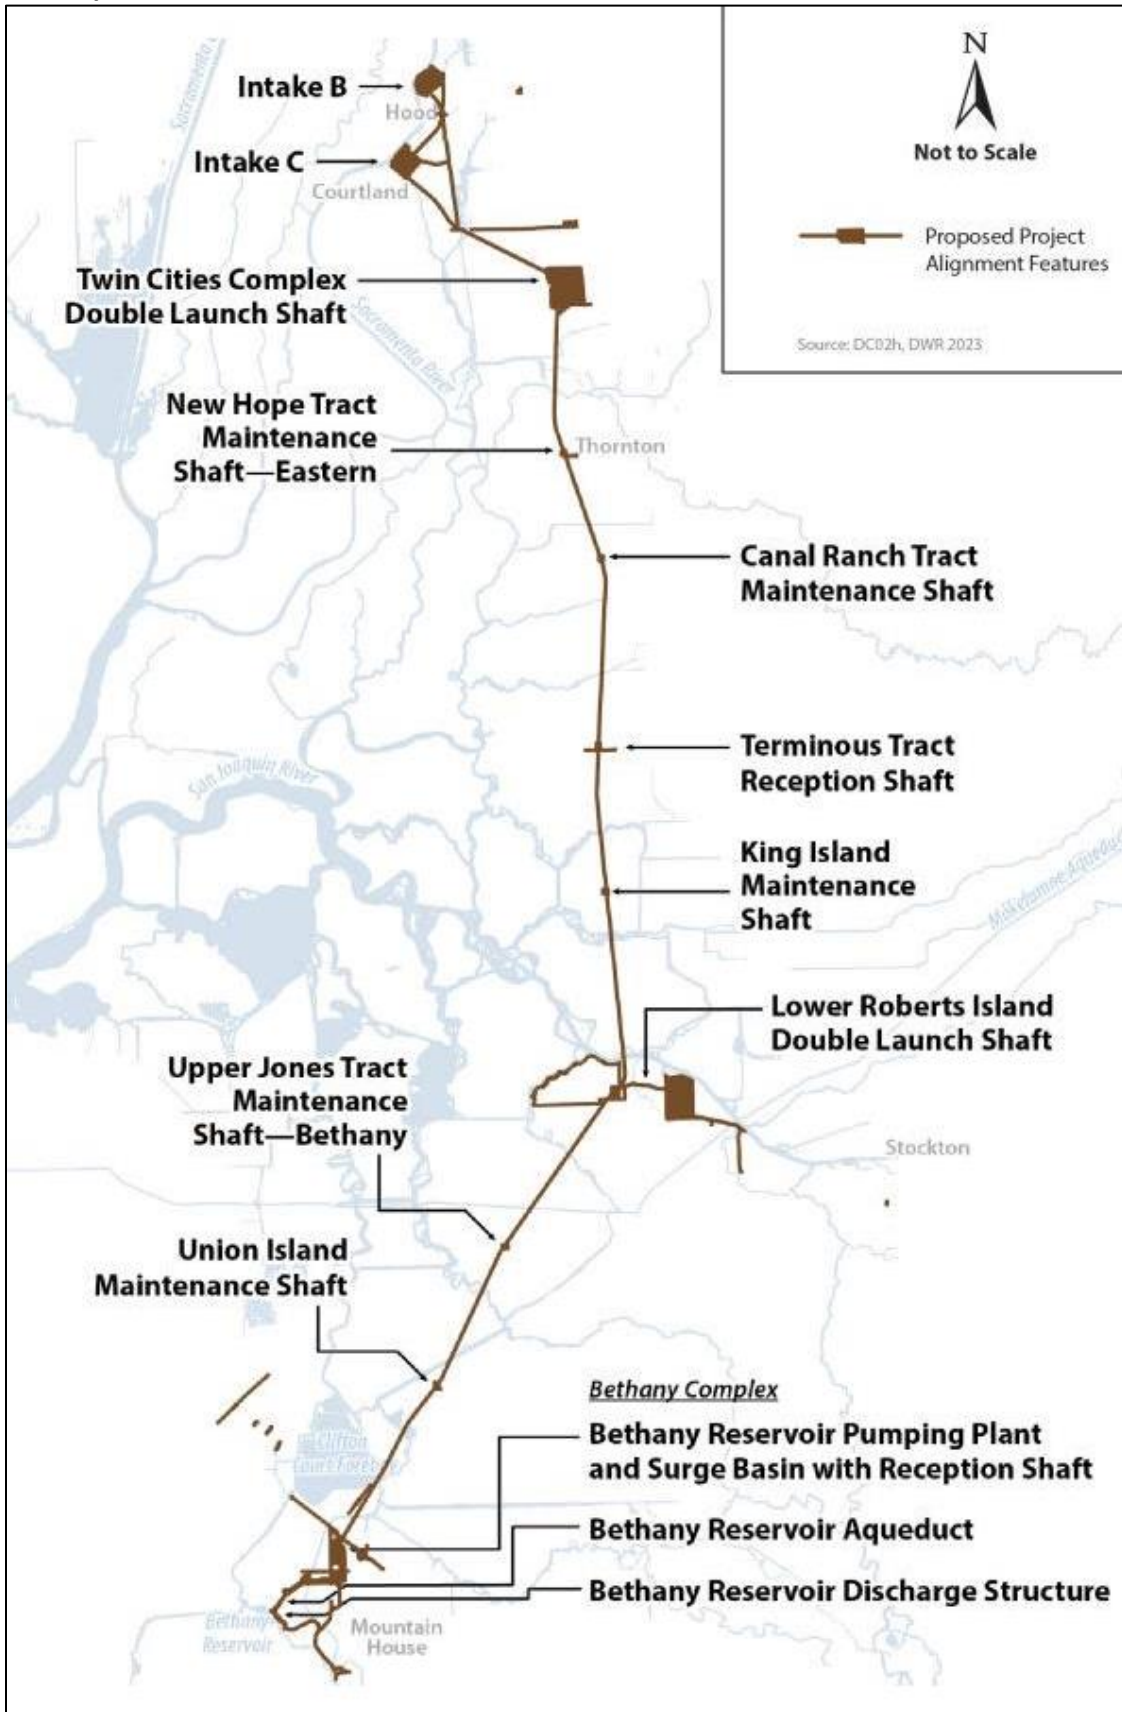 N
Not to Scale
Proposed Project
Alignment Features
Source: DC02h, DWR 2023
Sacramento
Intake B
Hood
Intake C
Courtland
Twin Cities Complex
Double Launch Shaft
Sacramento River
New Hope Tract
Maintenance
Shaft—Eastern
Thornton
Canal Ranch Tract
Maintenance Shaft
Terminous Tract
Reception Shaft
San Joaquin River
King Island
Maintenance
Shaft
Mokelumne Aqueduct
Lower Roberts Island
Double Launch Shaft
Upper Jones Tract
Maintenance
Shaft—Bethany
Stockton
Union Island
Maintenance Shaft
Bethany Complex
Bethany Reservoir Pumping Plant
and Surge Basin with Reception Shaft
Clifton
Court Forebay
Bethany Reservoir Aqueduct
Bethany Reservoir Discharge Structure
Bethany
Reservoir
Mountain
House